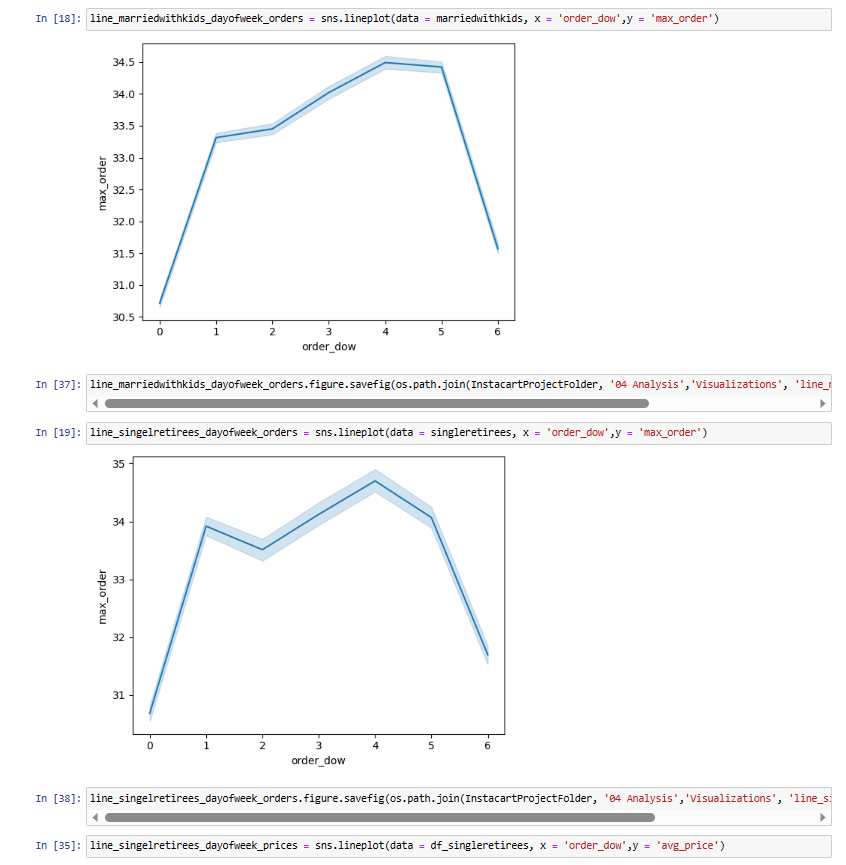 In [18]: line_marriedwithkids_dayofweek_orders = sns.lineplot(data = marriedwithkids, x = 'order_dow',y = 'max_order')
34.5
34.0
33.5
33.0
32.5
32.0
31.5
31.0
30.5
max_order
0 1 2 3 4 5 6
order_dow
In [37]: line_marriedwithkids_dayofweek_orders.figure.savefig(os.path.join(InstacartProjectFolder, '04 Analysis','Visualizations', 'line_
In [19]: line_singelretirees_dayofweek_orders = sns.lineplot(data = singleretirees, x = 'order_dow',y = 'max_order')
35
34
33
32
31
max_order
0 1 2 3 4 5 6
order_dow
In [38]: line_singelretirees_dayofweek_orders.figure.savefig(os.path.join(InstacartProjectFolder, '04 Analysis','Visualizations', 'line_s
In [35]: line_singelretirees_dayofweek_prices = sns.lineplot(data = df_singleretirees, x = 'order_dow',y = 'avg_price')